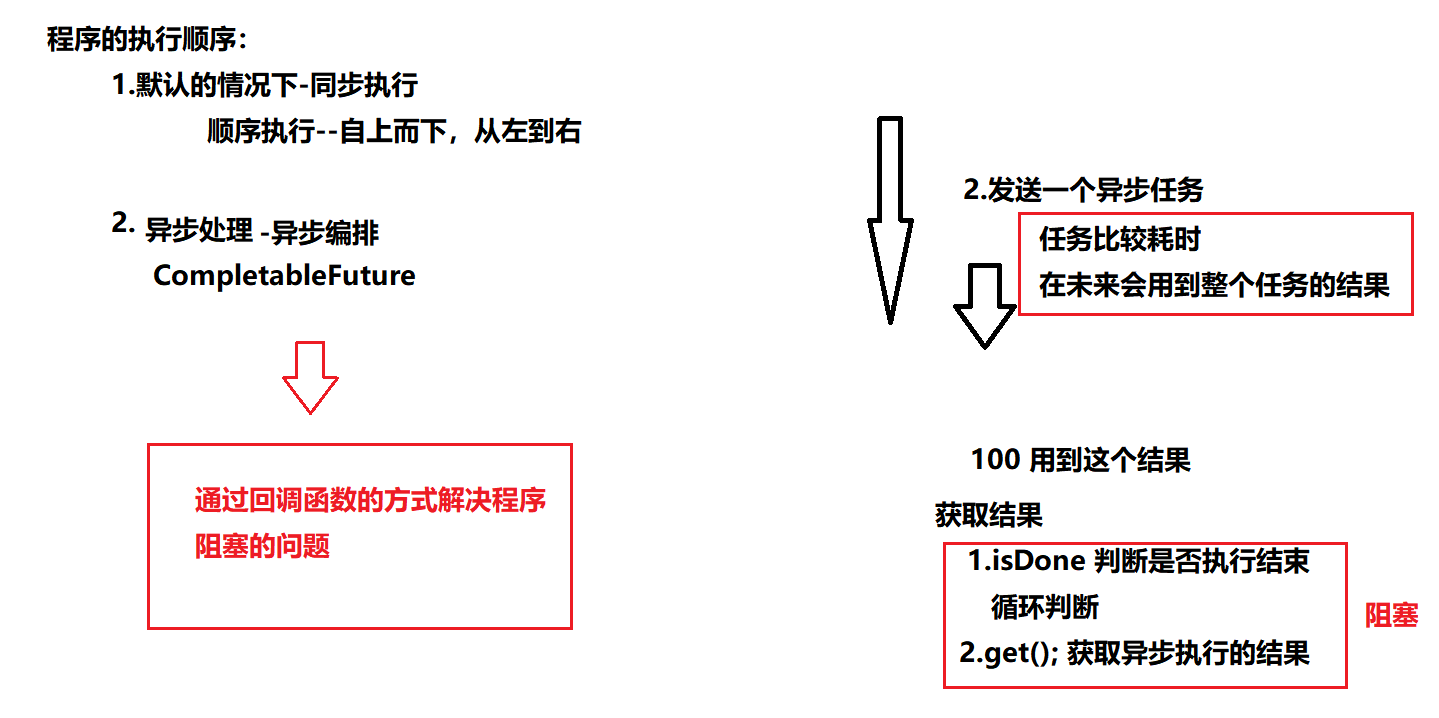 程序的执行顺序：
1.默认的情况下-同步执行
顺序执行--自上而下，从左到右
2. 异步处理 -异步编排
CompletableFuture
通过回调函数的方式解决程序
阻塞的问题
2.发送一个异步任务
任务比较耗时
在未来会用到整个任务的结果
100 用到这个结果
获取结果
1.isDone 判断是否执行结束
循环判断
2.get(); 获取异步执行的结果
阻塞